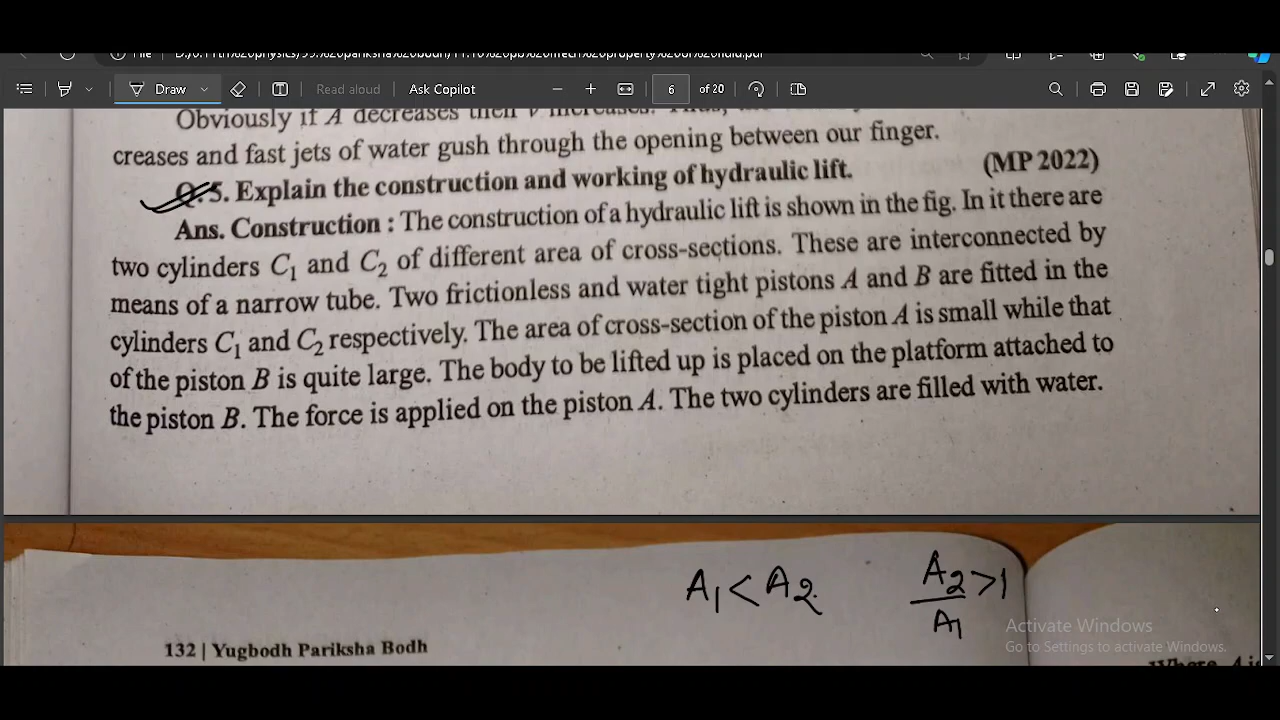 Draw
Read aloud
Ask Copilot
6
of 20
Obviously if A decreases then v increases.
creases and fast jets of water gush through the opening between our finger.
Q.5. Explain the construction and working of hydraulic lift. (MP 2022)
Ans. Construction : The construction of a hydraulic lift is shown in the fig. In it there are
two cylinders C₁ and C₂ of different area of cross-sections. These are interconnected by
means of a narrow tube. Two frictionless and water tight pistons A and B are fitted in the
cylinders C₁ and C₂ respectively. The area of cross-section of the piston A is small while that
of the piston B is quite large. The body to be lifted up is placed on the platform attached to
the piston B. The force is applied on the piston A. The two cylinders are filled with water.
A₁ < A₂
A₂/A₁ > 1
Activate Windows
Go to Settings to activate Windows.
132 | Yugbodh Pariksha Bodh